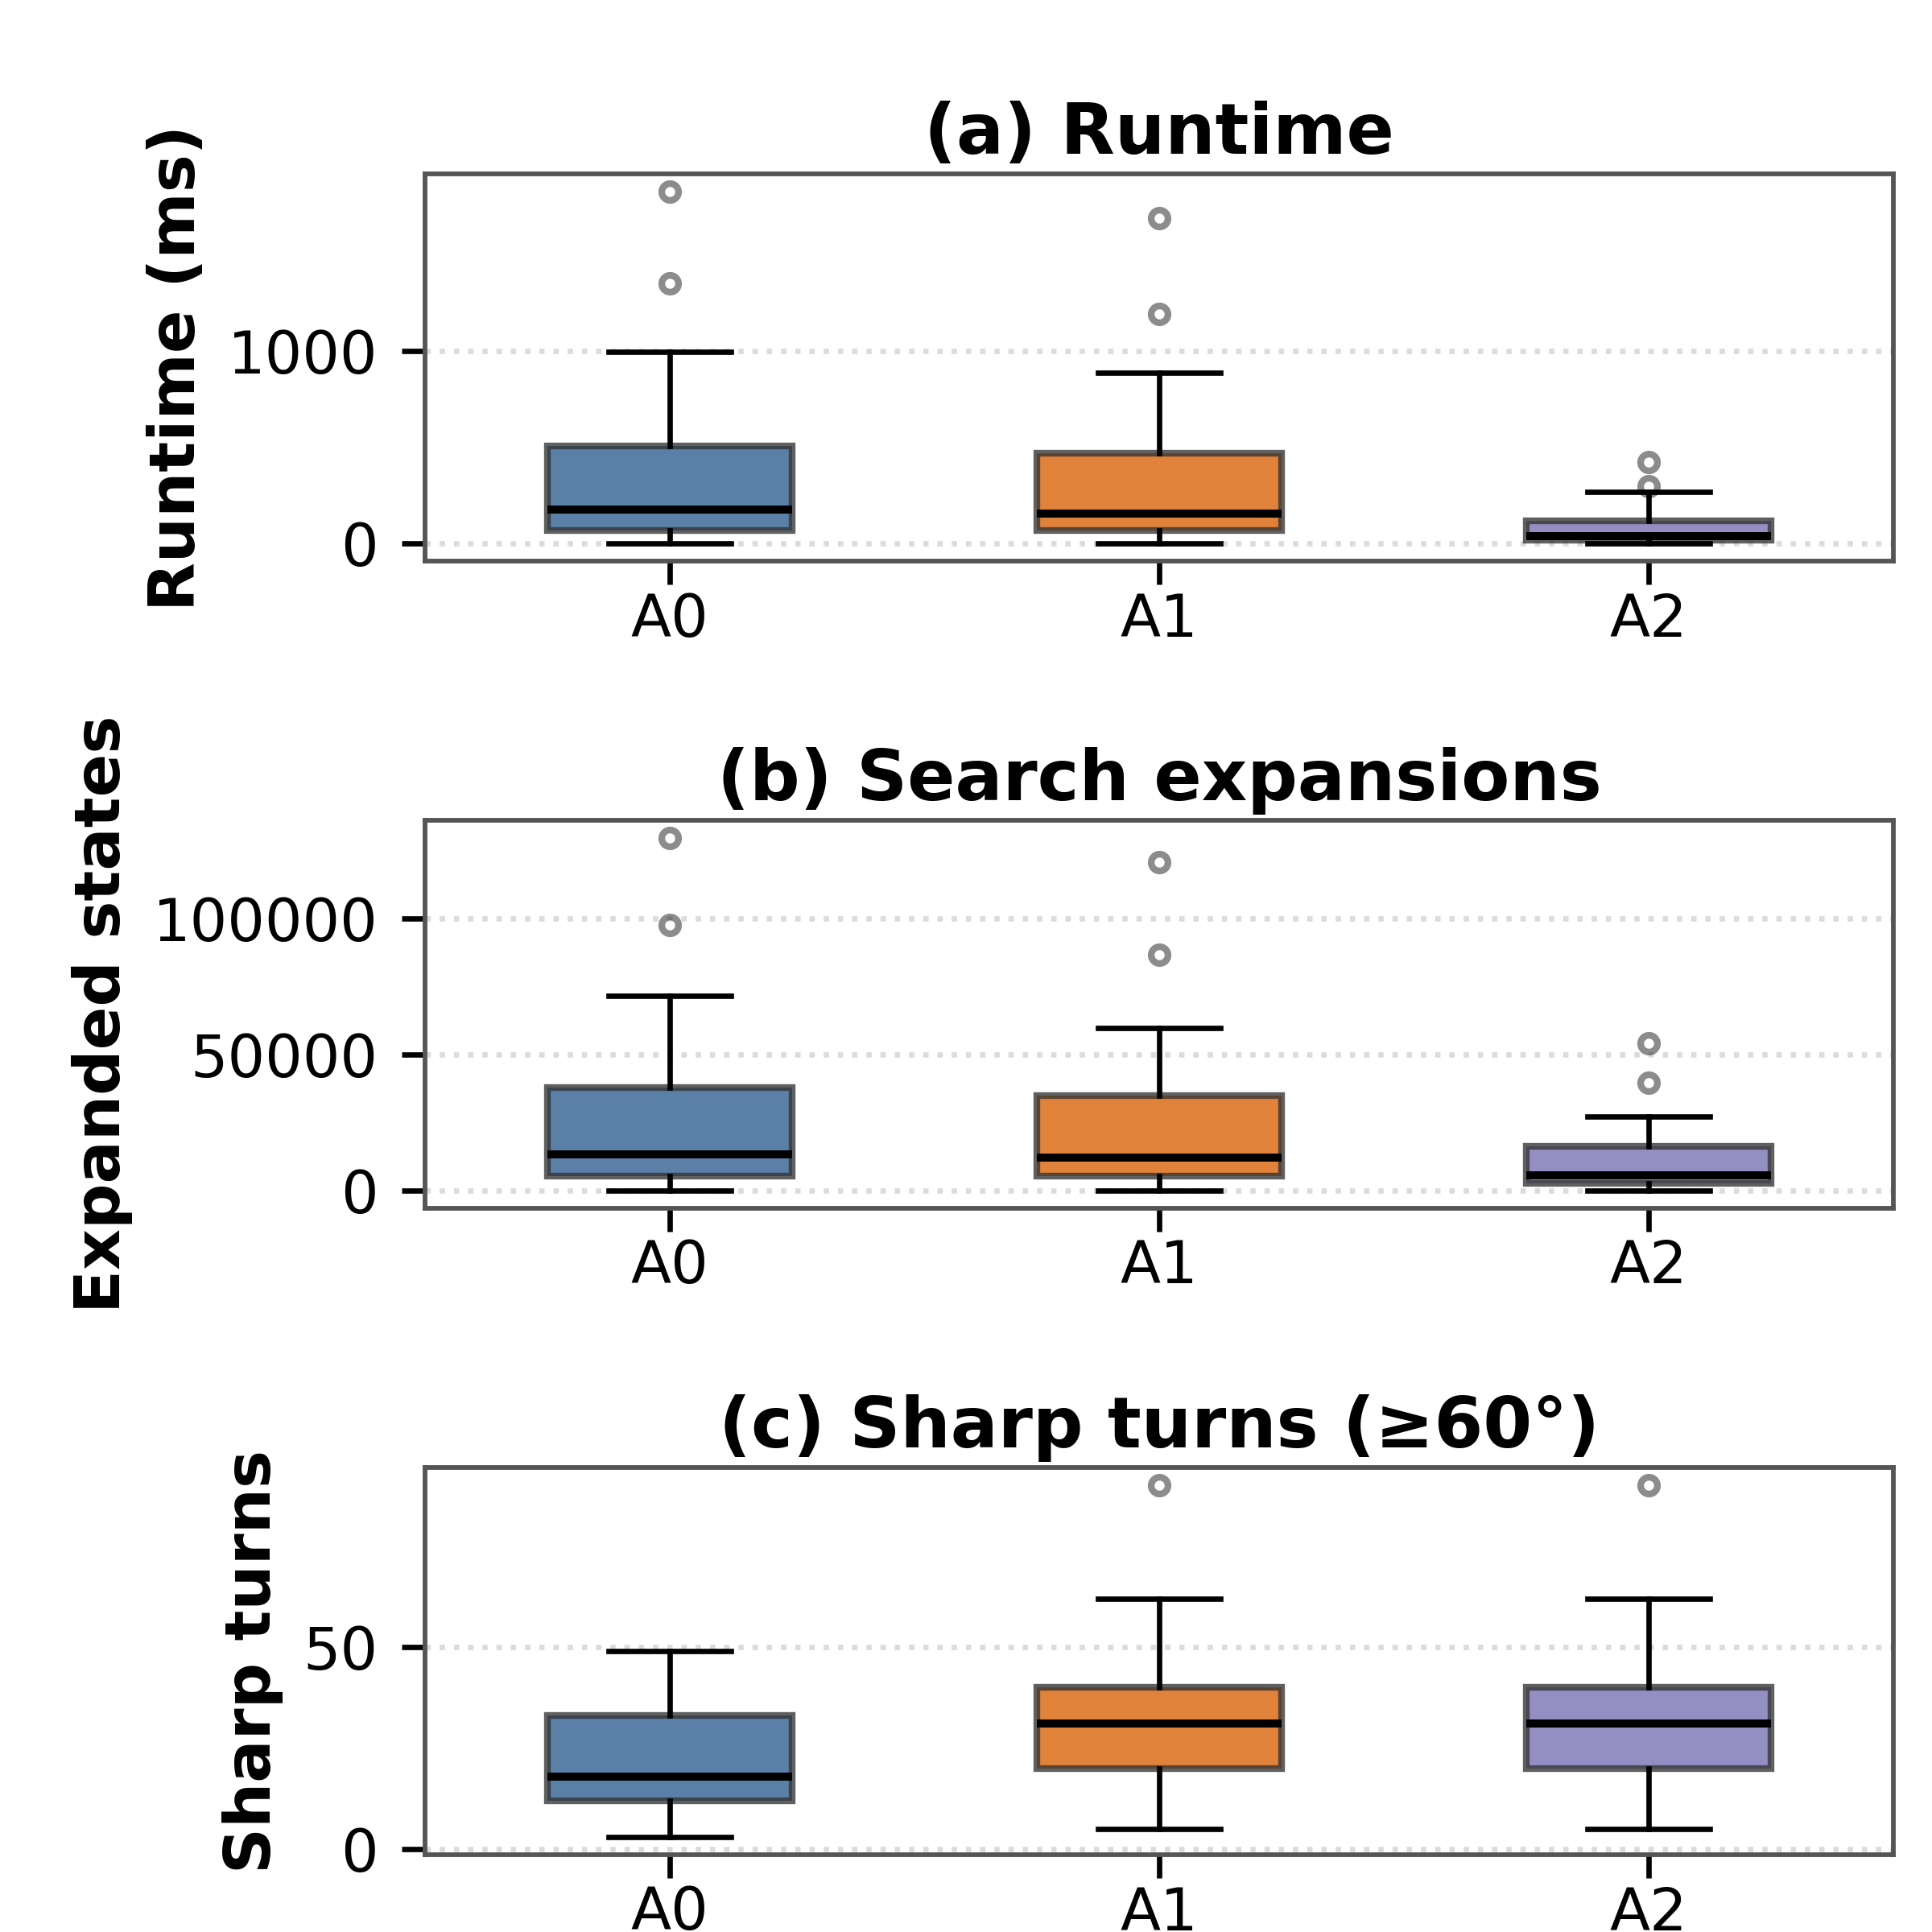 (a) Runtime
Runtime (ms)
1000
0
A0 A1 A2
(b) Search expansions
Expanded states
100000
50000
0
A0 A1 A2
(c) Sharp turns (≥60°)
Sharp turns
50
0
A0 A1 A2